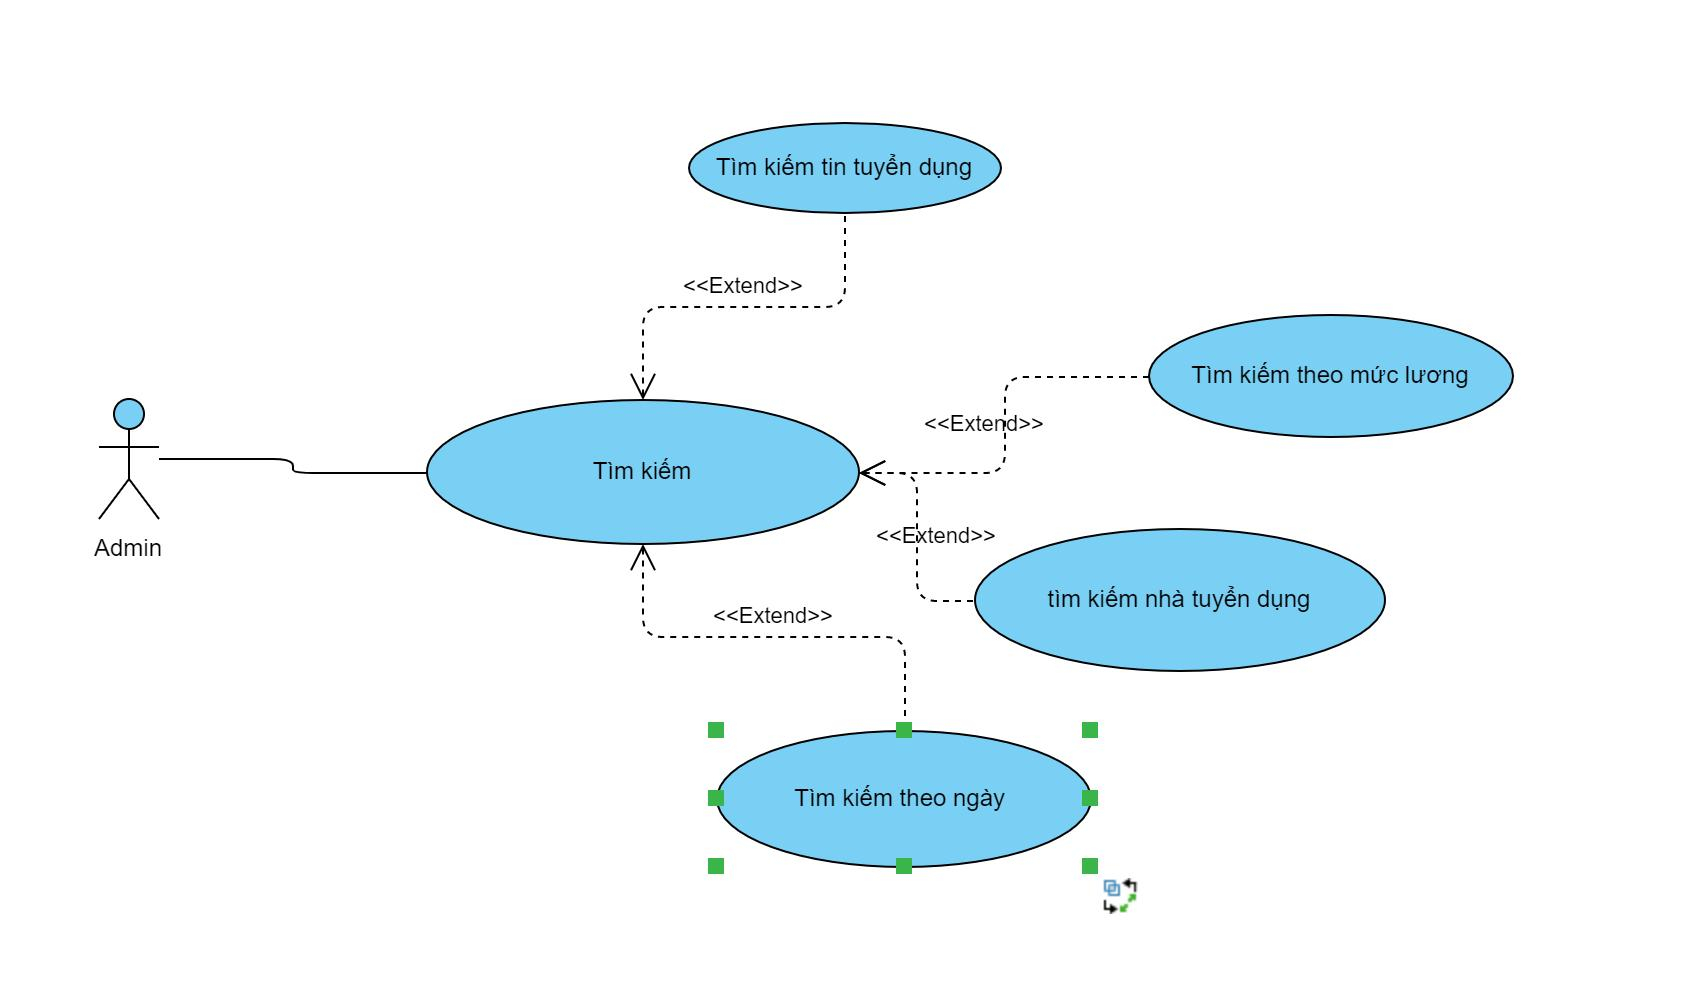 Tìm kiếm tin tuyển dụng
<<Extend>>
Tìm kiếm theo mức lương
<<Extend>>
Tìm kiếm
<<Extend>>
Admin
tìm kiếm nhà tuyển dụng
<<Extend>>
Tìm kiếm theo ngày